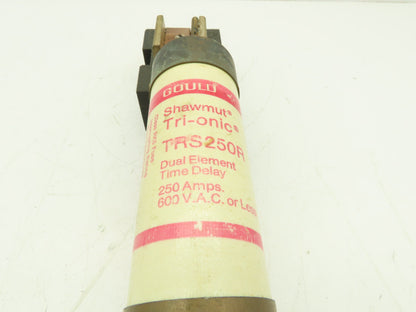 GOULD
Shawmut
Tri-onic®
TRS250R
Dual Element
Time Delay
250 Amps.
600 V.A.C. or Less